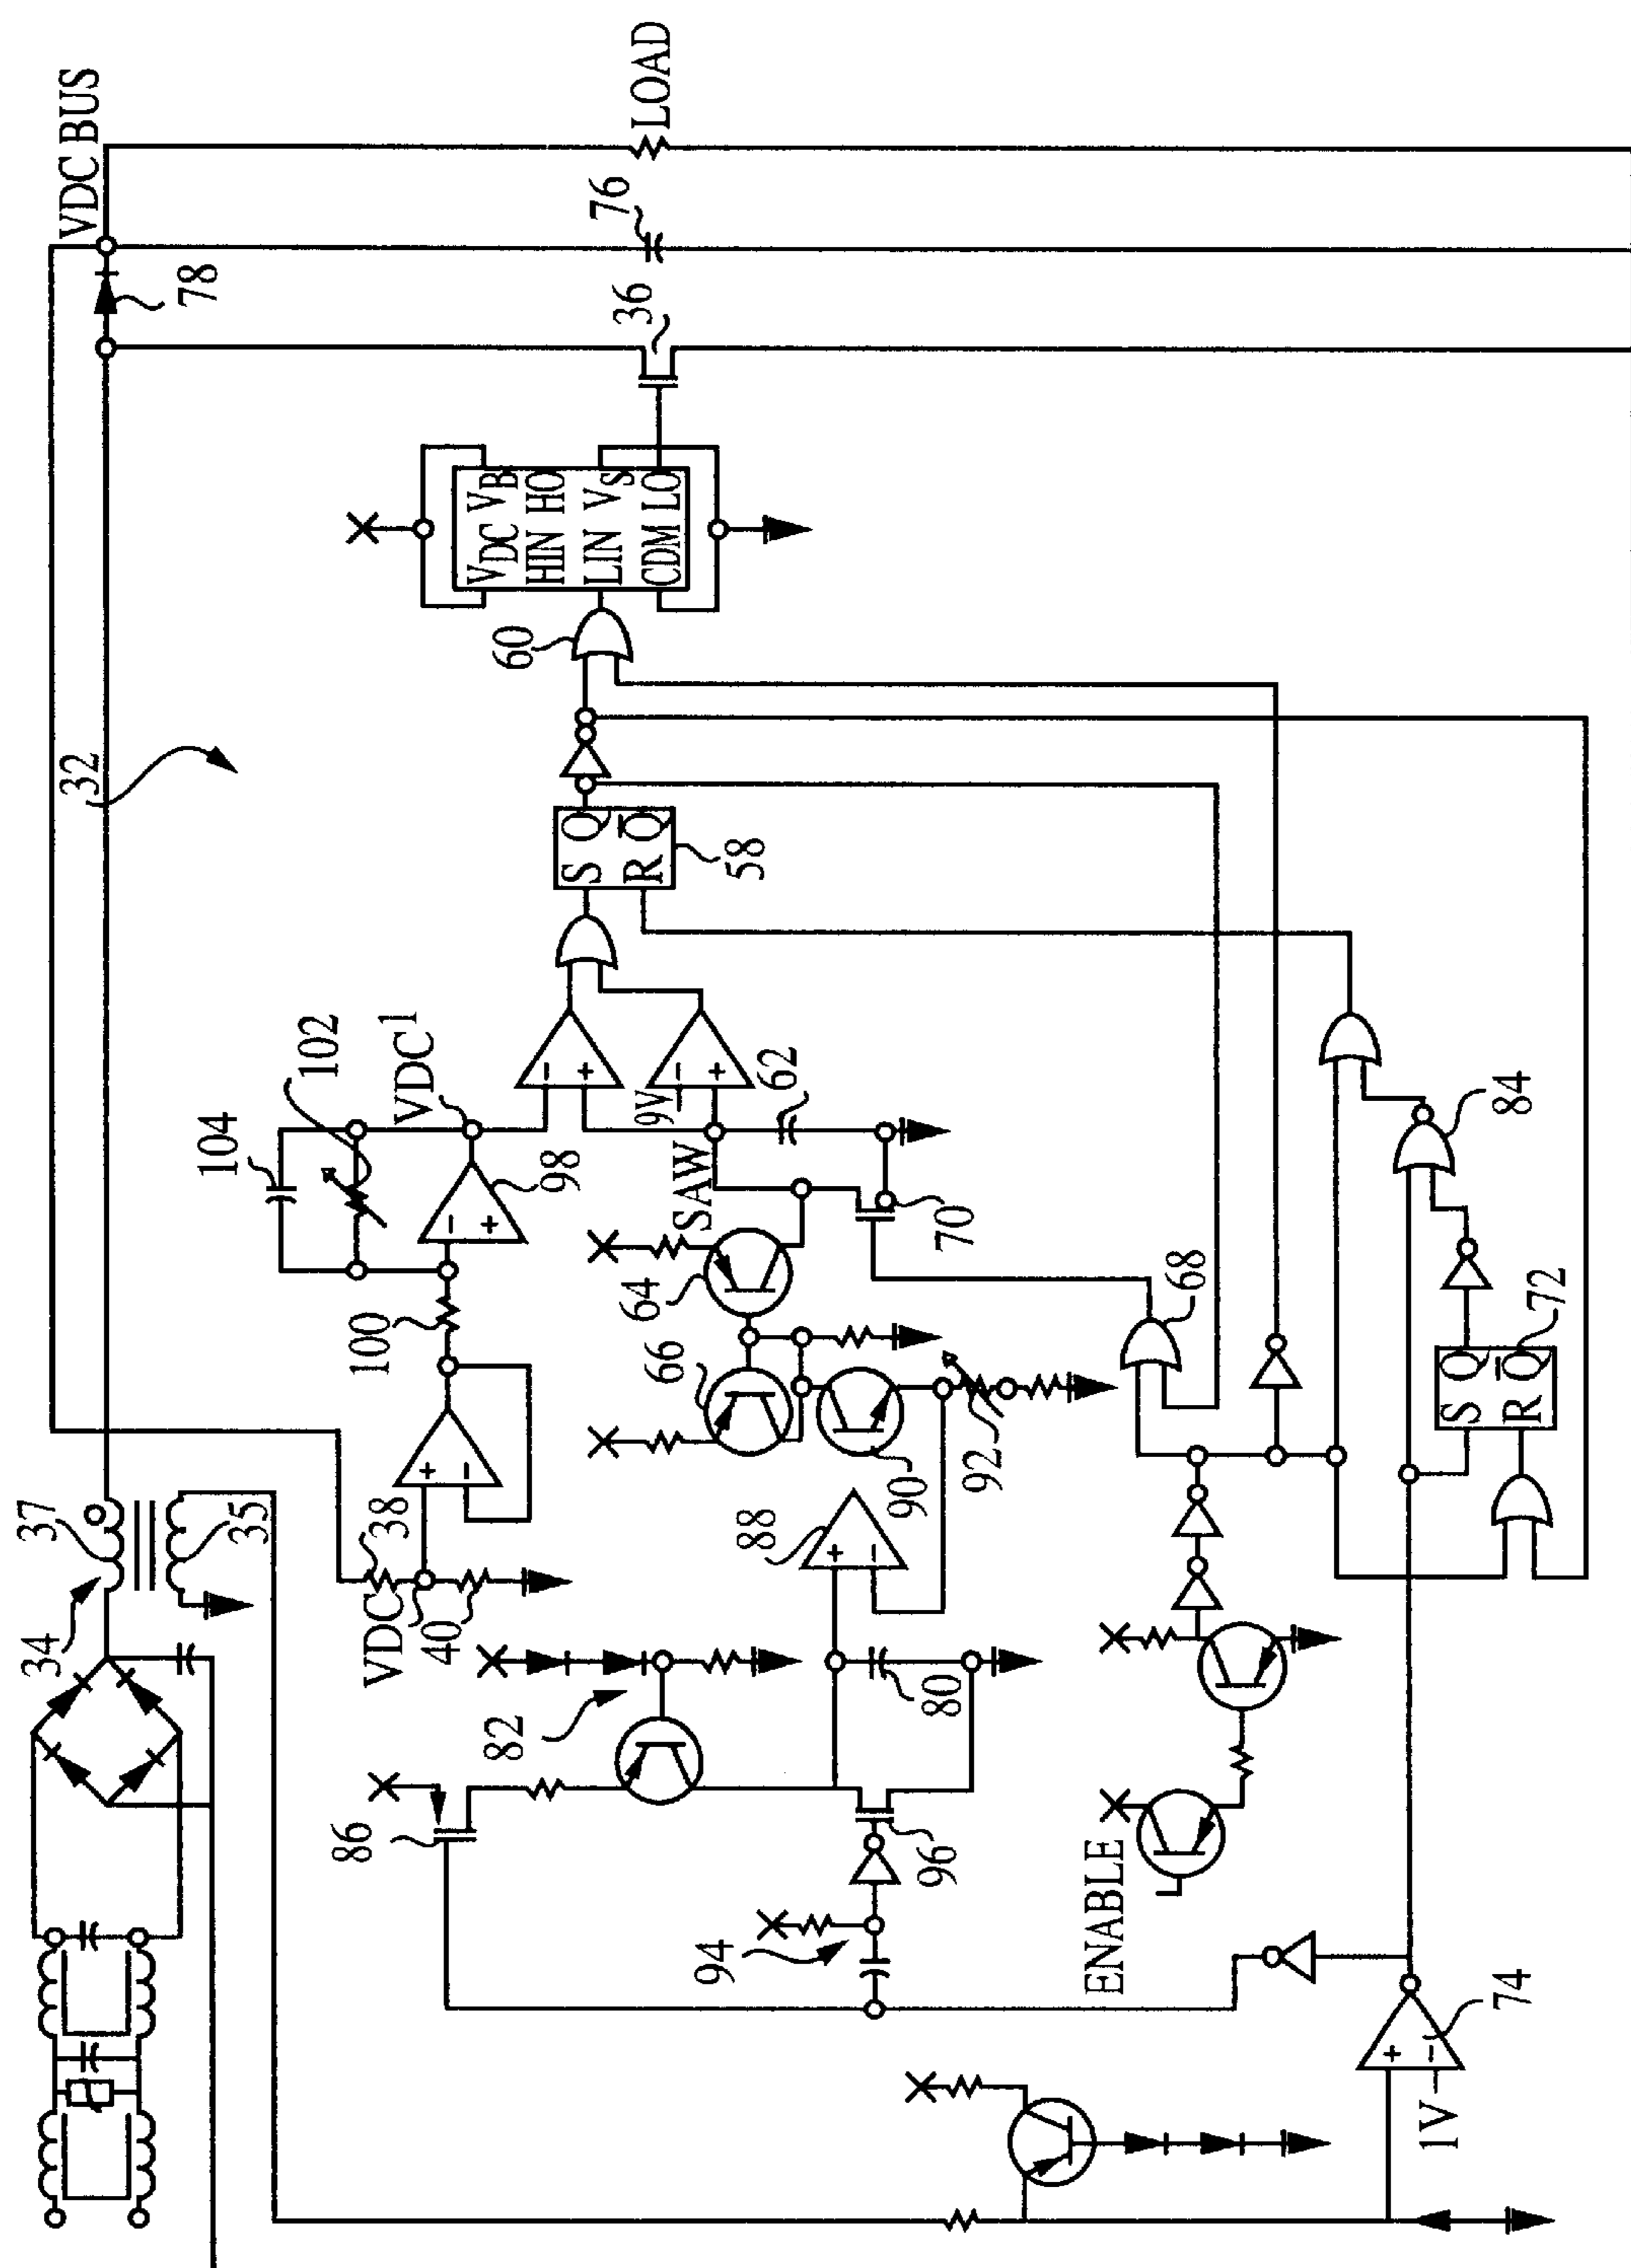 VDC BUS
LOAD
76
78
36
VDC VB
HIN HO
LIN VS
CDM LO
60
32
S Q
R Q̅
58
102
VDC1
104
98
9V
62
SAW
70
64
66
100
68
84
S Q
R Q̅
72
92
90
88
37
35
38
VDC
40
34
82
80
86
96
94
ENABLE
74
1V